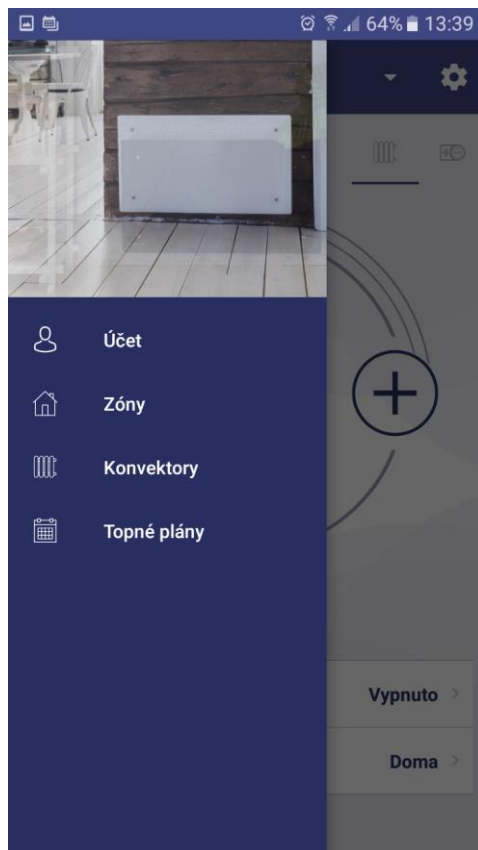 64% 13:39
Účet
Zóny
Konvektory
Topné plány
Vypnuto
Doma